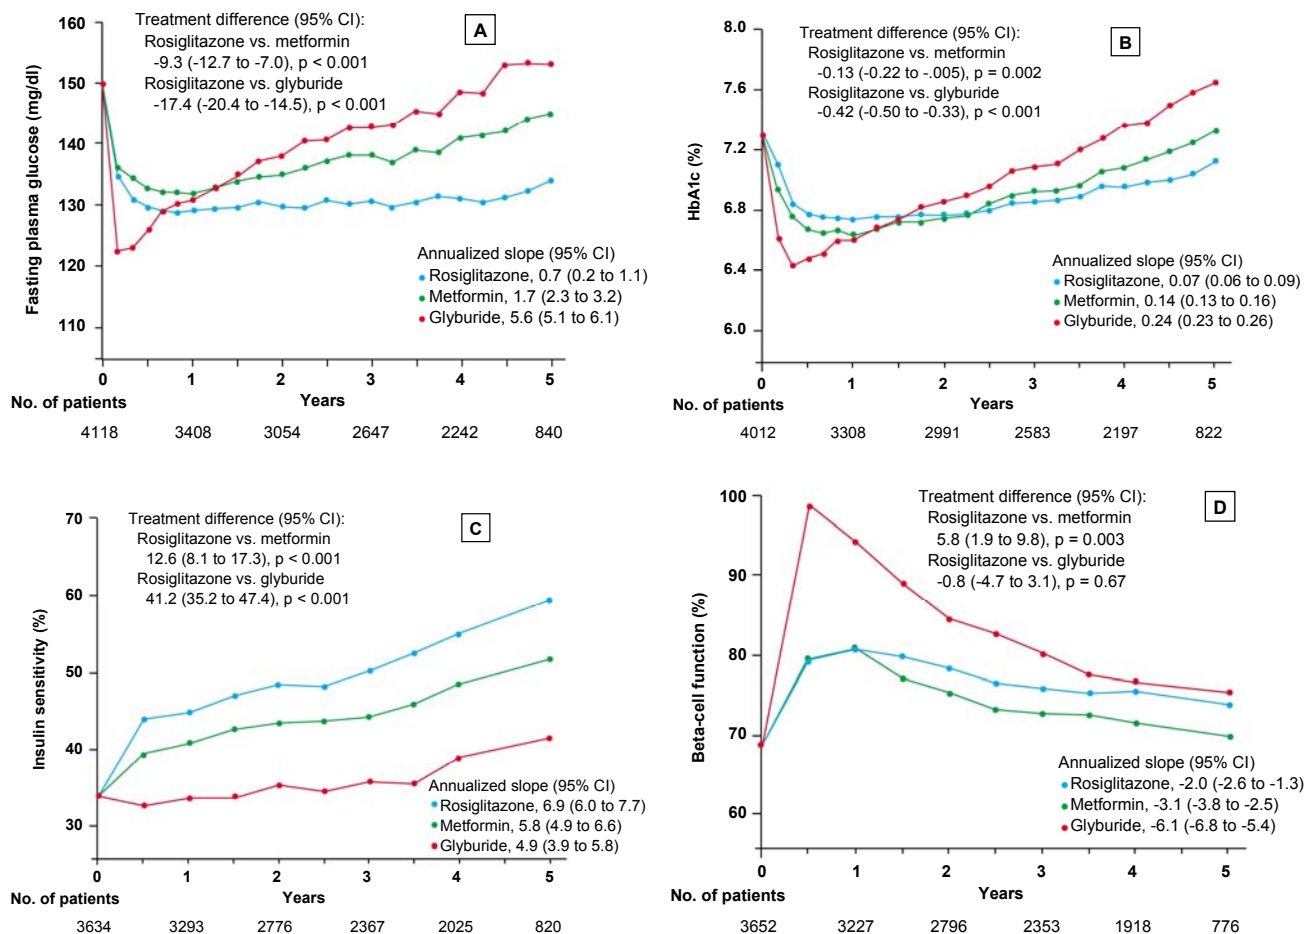 A
Treatment difference (95% CI):
Rosiglitazone vs. metformin
-9.3 (-12.7 to -7.0), p < 0.001
Rosiglitazone vs. glyburide
-17.4 (-20.4 to -14.5), p < 0.001
Fasting plasma glucose (mg/dl)
160
150
140
130
120
110
Annualized slope (95% CI)
Rosiglitazone, 0.7 (0.2 to 1.1)
Metformin, 1.7 (2.3 to 3.2)
Glyburide, 5.6 (5.1 to 6.1)
0 1 2 3 4 5
No. of patients
Years
4118 3408 3054 2647 2242 840
B
Treatment difference (95% CI):
Rosiglitazone vs. metformin
-0.13 (-0.22 to -.005), p = 0.002
Rosiglitazone vs. glyburide
-0.42 (-0.50 to -0.33), p < 0.001
HbA1c (%)
8.0
7.6
7.2
6.8
6.4
6.0
Annualized slope (95% CI)
Rosiglitazone, 0.07 (0.06 to 0.09)
Metformin, 0.14 (0.13 to 0.16)
Glyburide, 0.24 (0.23 to 0.26)
0 1 2 3 4 5
No. of patients
Years
4012 3308 2991 2583 2197 822
C
Treatment difference (95% CI):
Rosiglitazone vs. metformin
12.6 (8.1 to 17.3), p < 0.001
Rosiglitazone vs. glyburide
41.2 (35.2 to 47.4), p < 0.001
Insulin sensitivity (%)
70
60
50
40
30
Annualized slope (95% CI)
Rosiglitazone, 6.9 (6.0 to 7.7)
Metformin, 5.8 (4.9 to 6.6)
Glyburide, 4.9 (3.9 to 5.8)
0 1 2 3 4 5
No. of patients
Years
3634 3293 2776 2367 2025 820
D
Treatment difference (95% CI):
Rosiglitazone vs. metformin
5.8 (1.9 to 9.8), p = 0.003
Rosiglitazone vs. glyburide
-0.8 (-4.7 to 3.1), p = 0.67
Beta-cell function (%)
100
90
80
70
60
Annualized slope (95% CI)
Rosiglitazone, -2.0 (-2.6 to -1.3)
Metformin, -3.1 (-3.8 to -2.5)
Glyburide, -6.1 (-6.8 to -5.4)
0 1 2 3 4 5
No. of patients
Years
3652 3227 2796 2353 1918 776